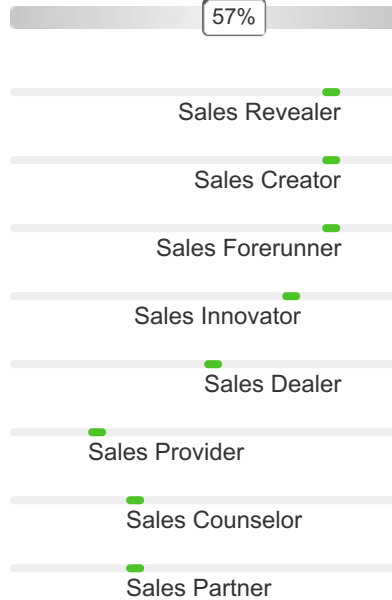 57%
Sales Revealer
Sales Creator
Sales Forerunner
Sales Innovator
Sales Dealer
Sales Provider
Sales Counselor
Sales Partner